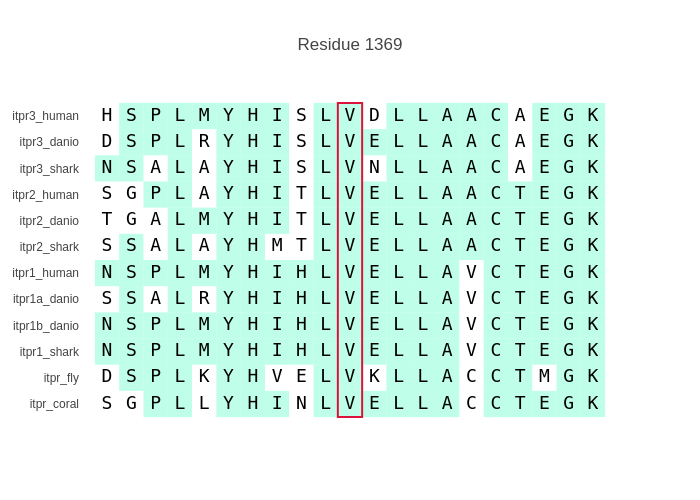 Residue 1369
itpr3_human H S P L M Y H I S L V D L L A A C A E G K
itpr3_danio D S P L R Y H I S L V E L L A A C A E G K
itpr3_shark N S A L A Y H I S L V N L L A A C A E G K
itpr2_human S G P L A Y H I T L V E L L A A C T E G K
itpr2_danio T G A L M Y H I T L V E L L A A C T E G K
itpr2_shark S S A L A Y H M T L V E L L A A C T E G K
itpr1_human N S P L M Y H I H L V E L L A V C T E G K
itpr1a_danio S S A L R Y H I H L V E L L A V C T E G K
itpr1b_danio N S P L M Y H I H L V E L L A V C T E G K
itpr1_shark N S P L M Y H I H L V E L L A V C T E G K
itpr_fly D S P L K Y H V E L V K L L A C C T M G K
itpr_coral S G P L L Y H I N L V E L L A C C T E G K